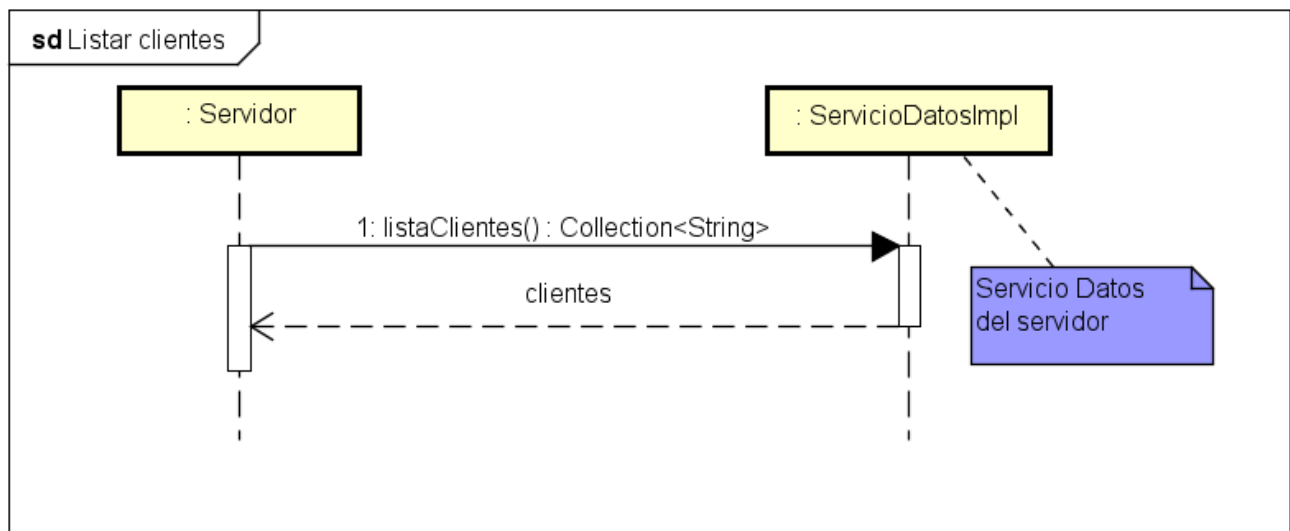 sd Listar clientes
: Servidor
: ServicioDatosImpl
1: listaClientes() : Collection<String>
clientes
Servicio Datos
del servidor